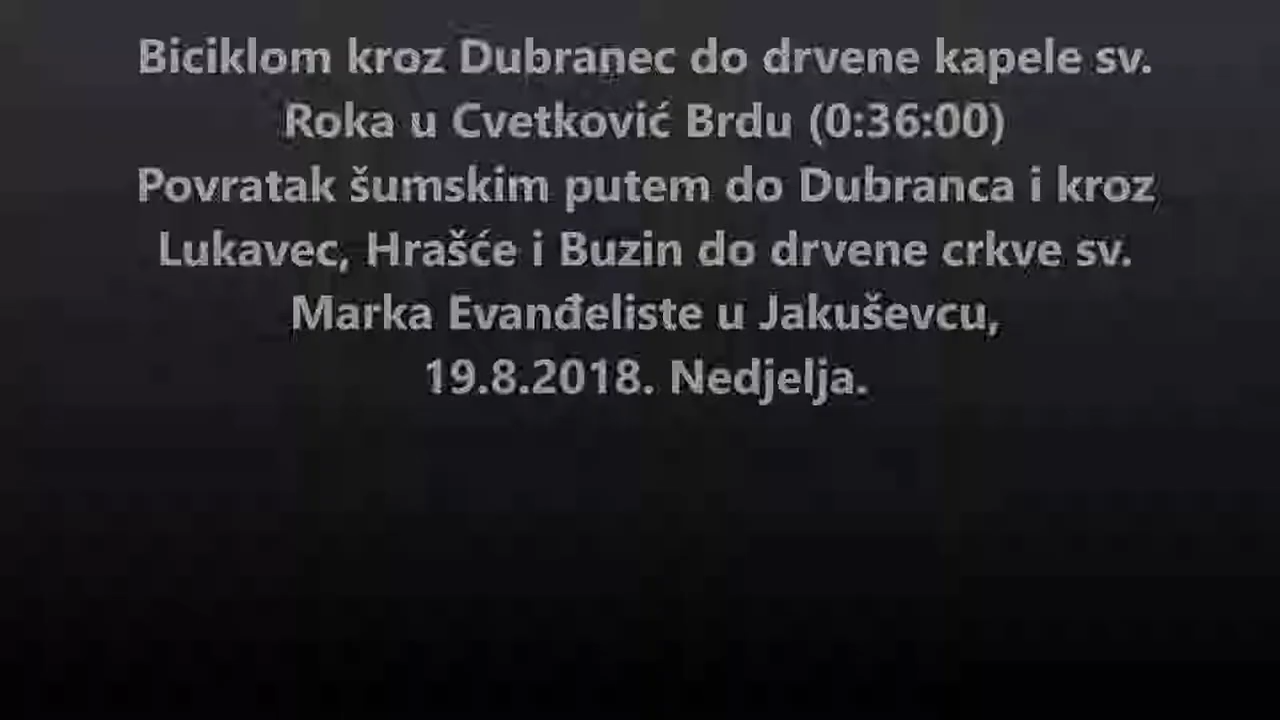 Biciklom kroz Dubranec do drvene kapele sv.
Roka u Cvetković Brdu (0:36:00)
Povratak šumskim putem do Dubranca i kroz
Lukavec, Hrašće i Buzin do drvene crkve sv.
Marka Evanđeliste u Jakuševcu,
19.8.2018. Nedjelja.